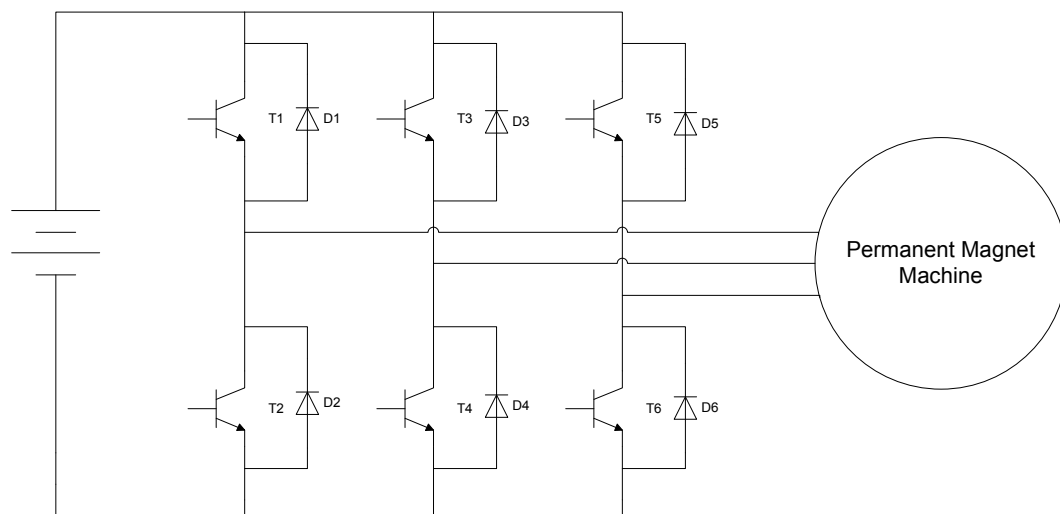 T1
D1
T3
D3
T5
D5
Permanent Magnet
Machine
T2
D2
T4
D4
T6
D6